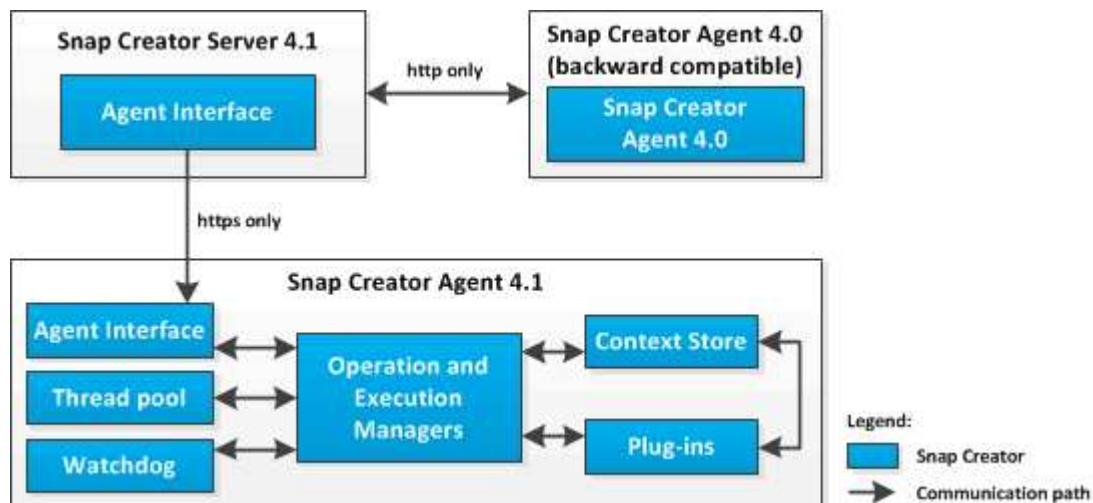 Snap Creator Server 4.1
Agent Interface
http only
Snap Creator Agent 4.0
(backward compatible)
Snap Creator
Agent 4.0
https only
Snap Creator Agent 4.1
Agent Interface
Thread pool
Watchdog
Operation and
Execution
Managers
Context Store
Plug-ins
Legend:
Snap Creator
Communication path